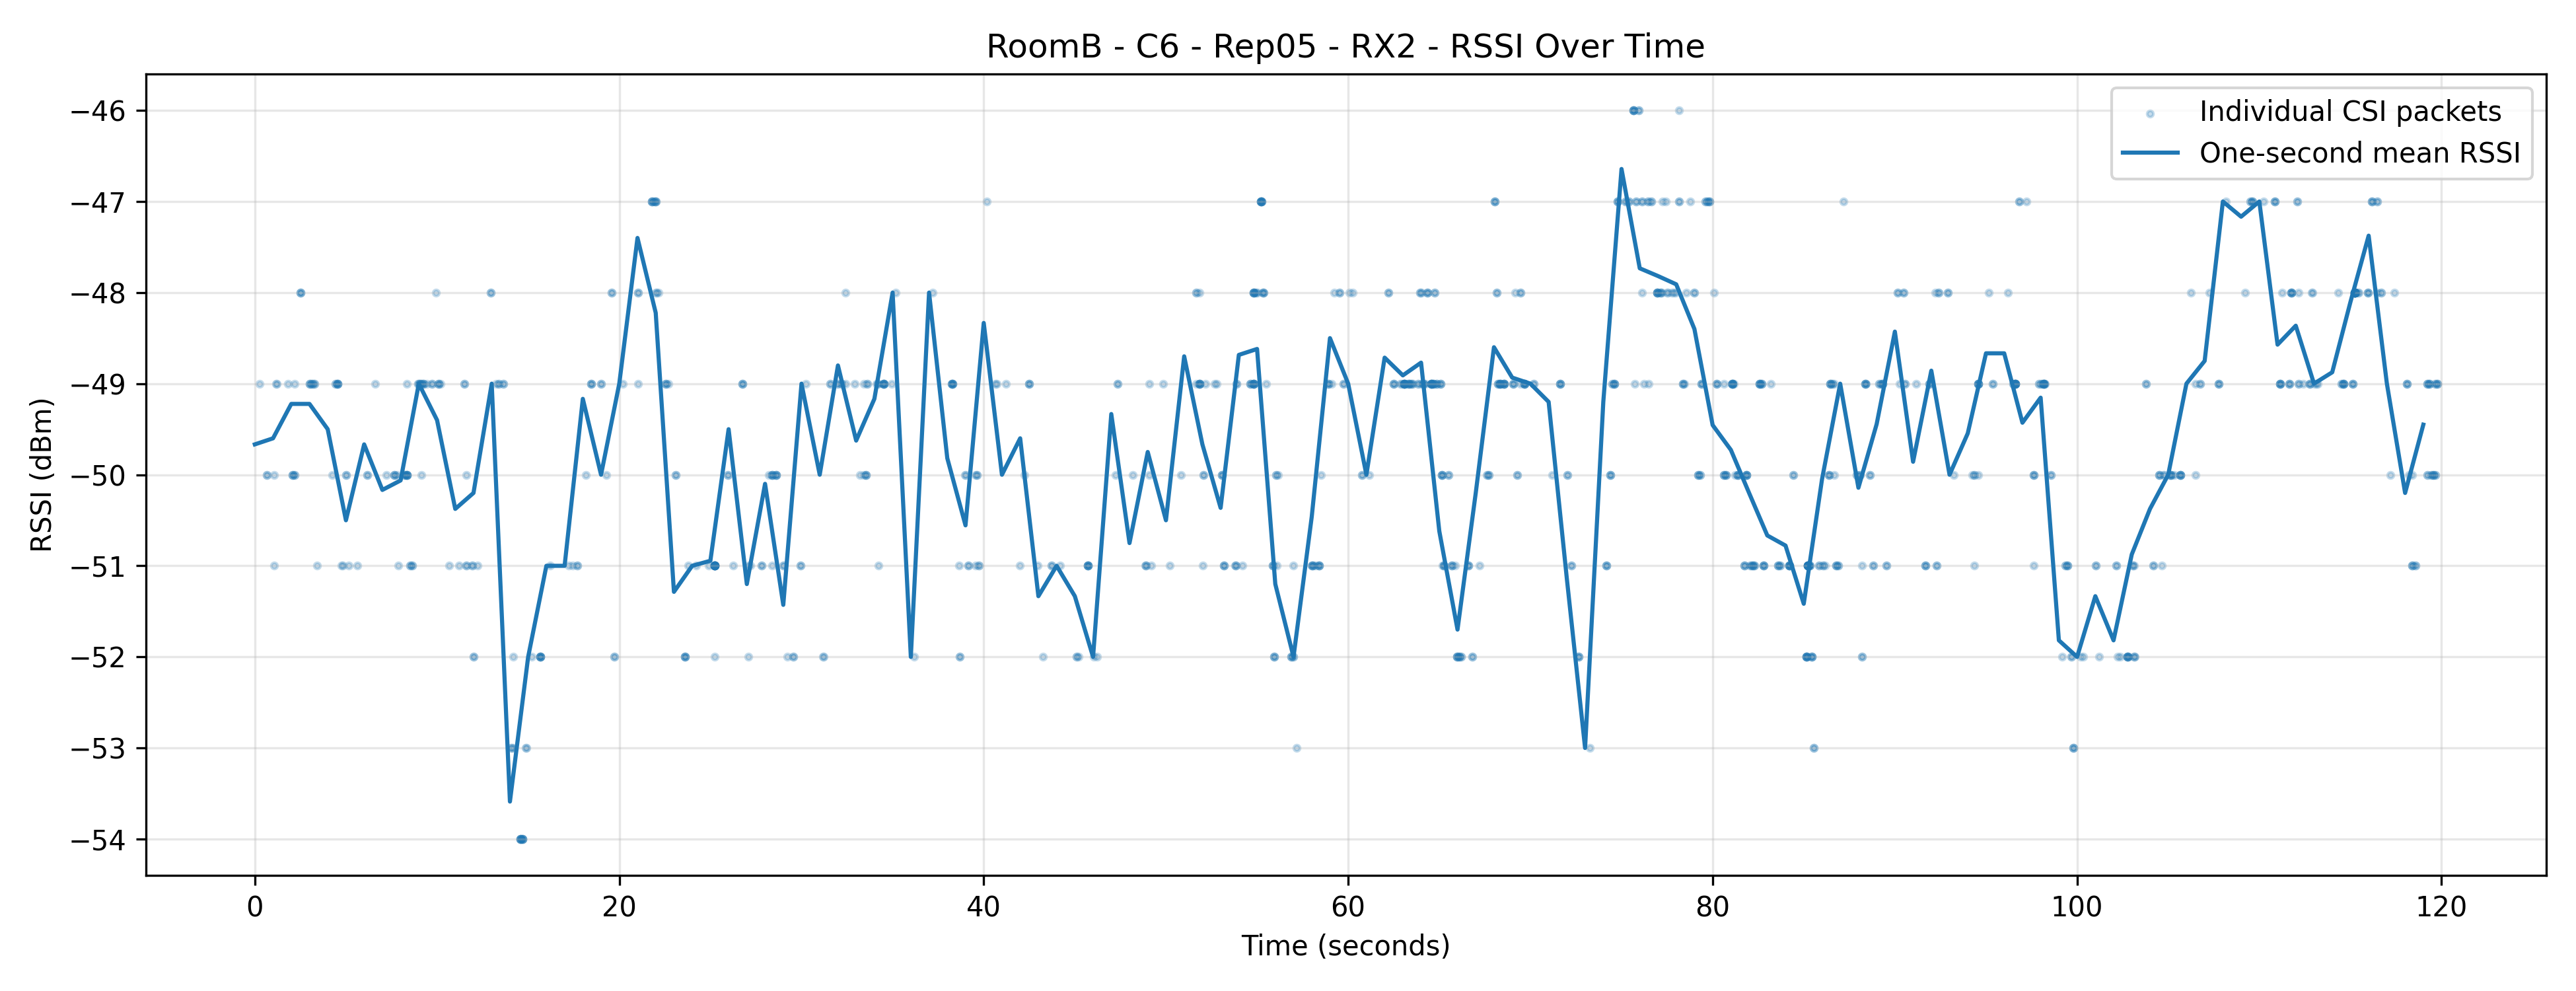 RoomB - C6 - Rep05 - RX2 - RSSI Over Time
Individual CSI packets
One-second mean RSSI
RSSI (dBm)
−46
−47
−48
−49
−50
−51
−52
−53
−54
0 20 40 60 80 100 120
Time (seconds)